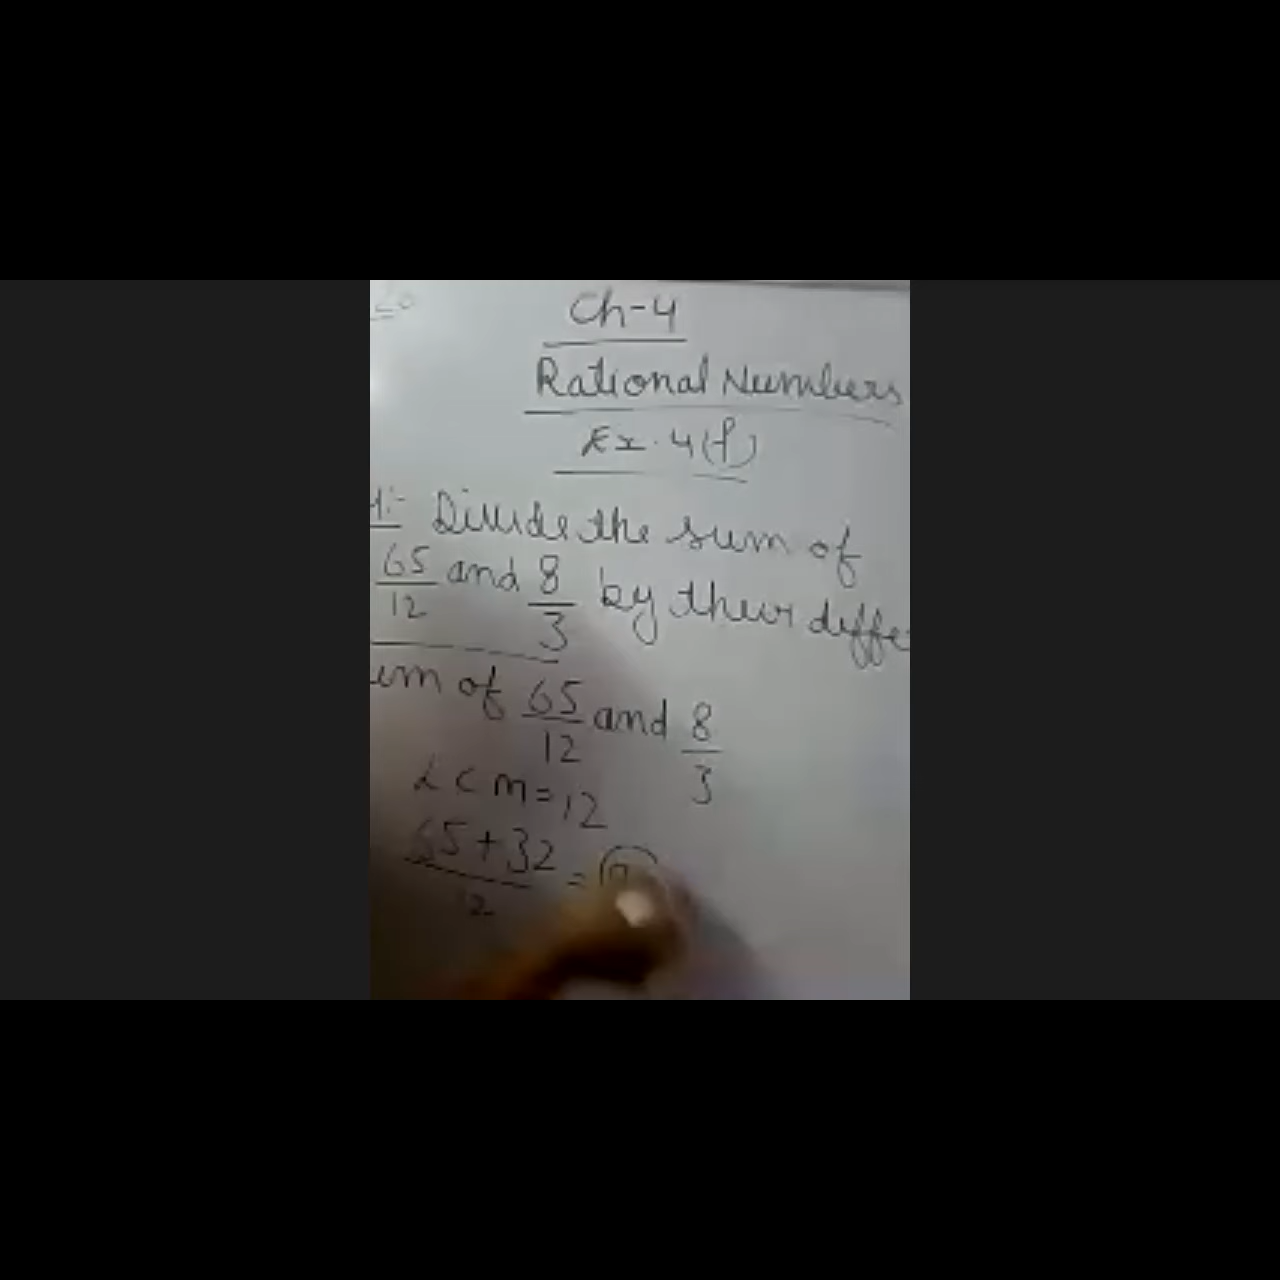 Ch-4
Rational Numbers
Ex. 4(f)
4:- Divide the sum of
65/12 and 8/3 by their diffe
um of 65/12 and 8/3
LCM = 12
65+32/12 =